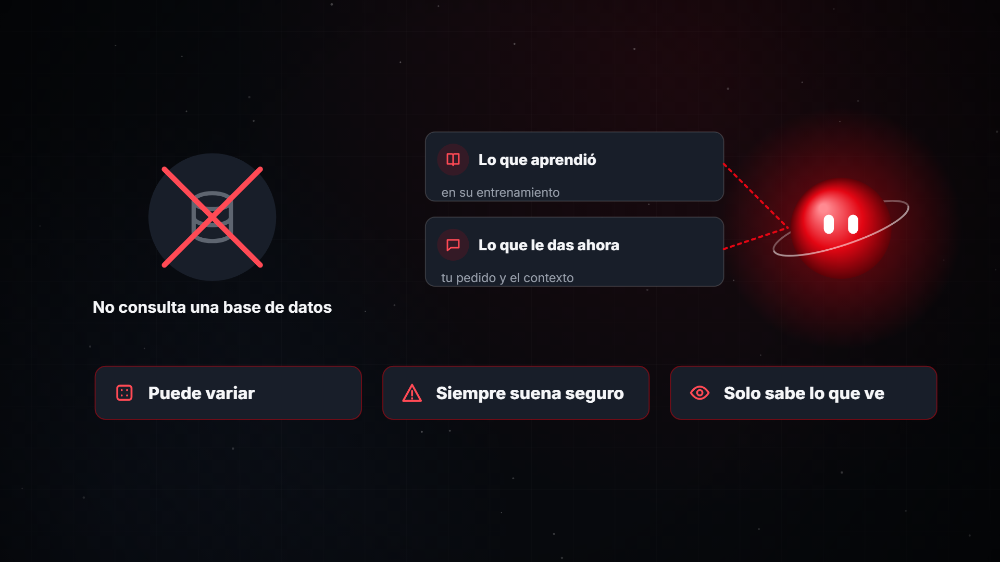 Lo que aprendió
en su entrenamiento
Lo que le das ahora
tu pedido y el contexto
No consulta una base de datos
Puede variar
Siempre suena seguro
Solo sabe lo que ve